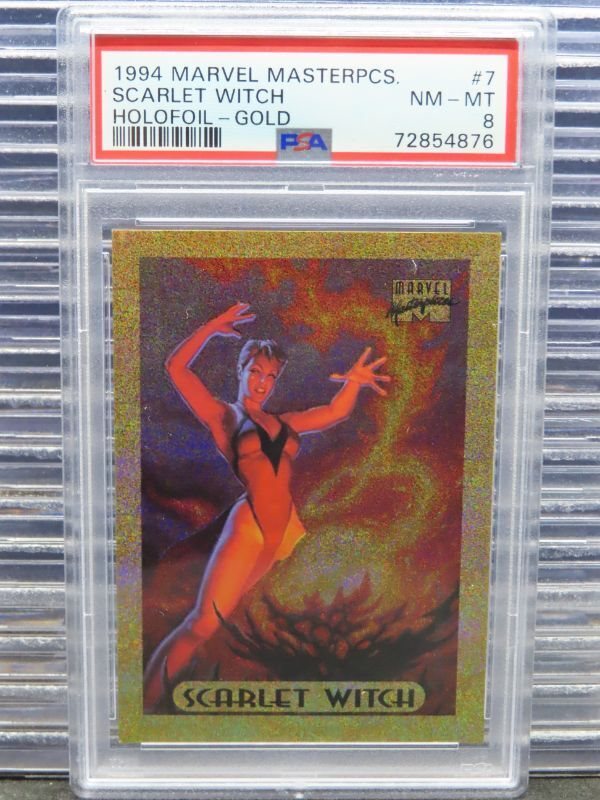 1994 MARVEL MASTERPCS. #7
SCARLET WITCH NM-MT
HOLOFOIL-GOLD 8
PSA 72854876
MARVEL
Masterpieces
SCARLET WITCH